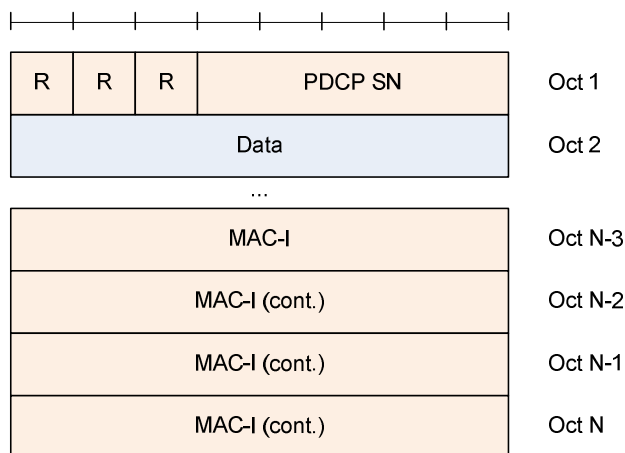 R R R PDCP SN Oct 1
Data Oct 2
...
MAC-I Oct N-3
MAC-I (cont.) Oct N-2
MAC-I (cont.) Oct N-1
MAC-I (cont.) Oct N